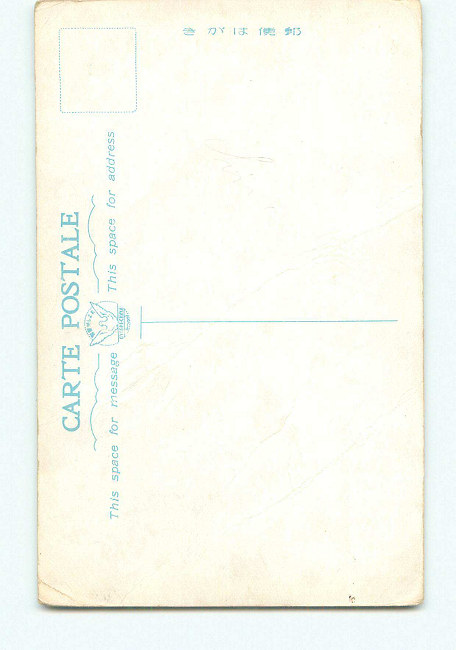 郵便はがき
CARTE POSTALE
This space for message
This space for address